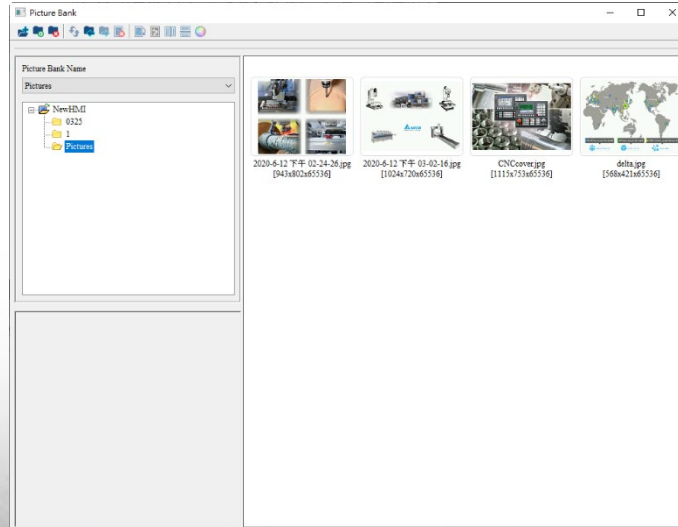 Picture Bank
Picture Bank Name
Pictures
NewHMI
0325
1
Pictures
2020-6-12 下午 02-24-26.jpg
[943x802x65536]
2020-6-12 下午 03-02-16.jpg
[1024x720x65536]
CNCcover.jpg
[1115x753x65536]
delta.jpg
[568x421x65536]